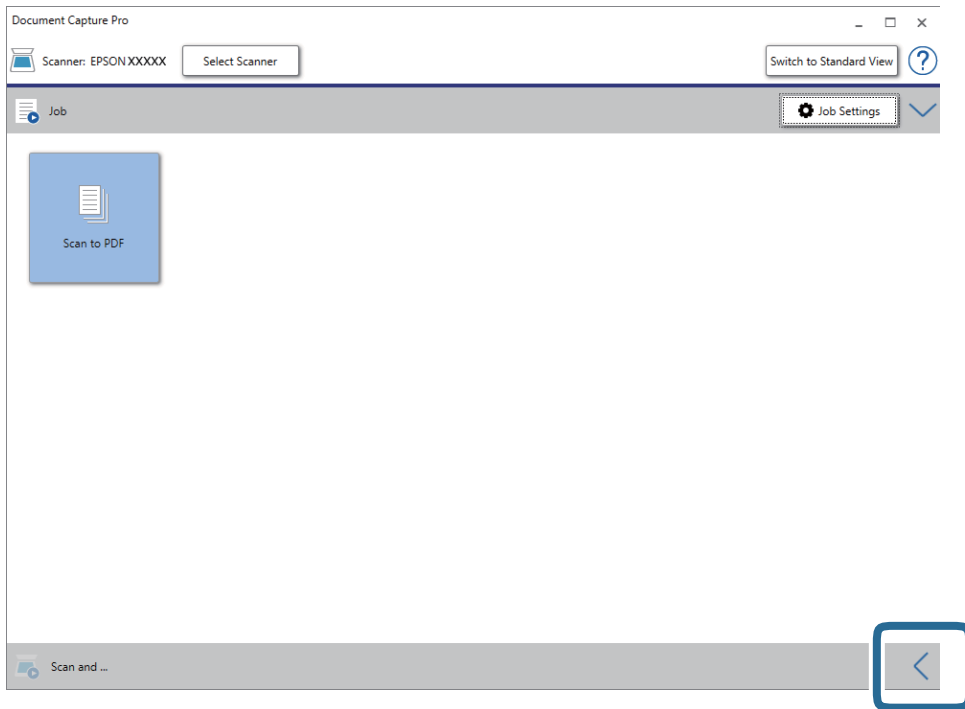 Document Capture Pro
Scanner: EPSON XXXXX Select Scanner Switch to Standard View ?
Job Job Settings
Scan to PDF
Scan and ...